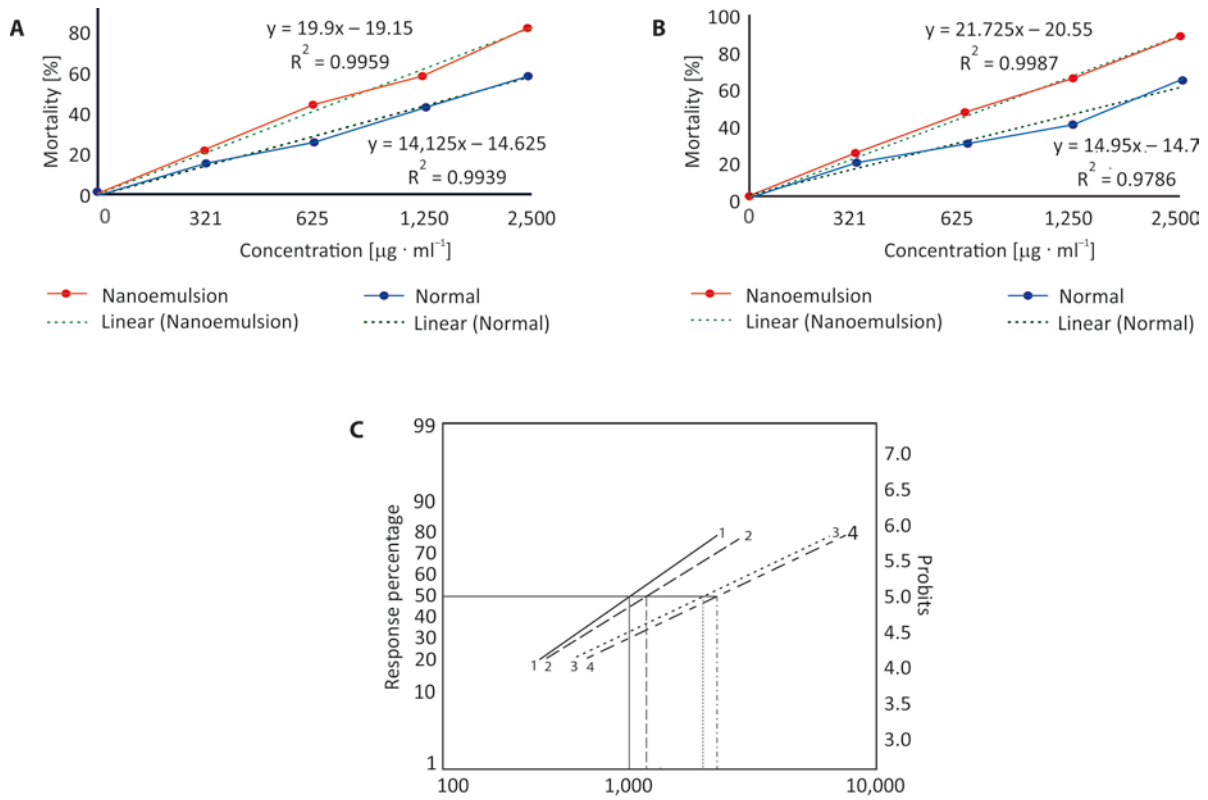 A
Mortality [%]
80
60
40
20
0
y = 19.9x – 19.15
R² = 0.9959
y = 14,125x – 14.625
R² = 0.9939
0 321 625 1,250 2,500
Concentration [µg · ml⁻¹]
Nanoemulsion Normal
Linear (Nanoemulsion) Linear (Normal)
B
Mortality [%]
100
80
60
40
20
0
y = 21.725x – 20.55
R² = 0.9987
y = 14.95x – 14.7
R² = 0.9786
0 321 625 1,250 2,500
Concentration [µg · ml⁻¹]
Nanoemulsion Normal
Linear (Nanoemulsion) Linear (Normal)
C
Response percentage
99
90
80
70
60
50
40
30
20
10
1
1 2 3 4
1 2 3 4
7.0
6.5
6.0
5.5
5.0
4.5
4.0
3.5
3.0
Probits
100 1,000 10,000